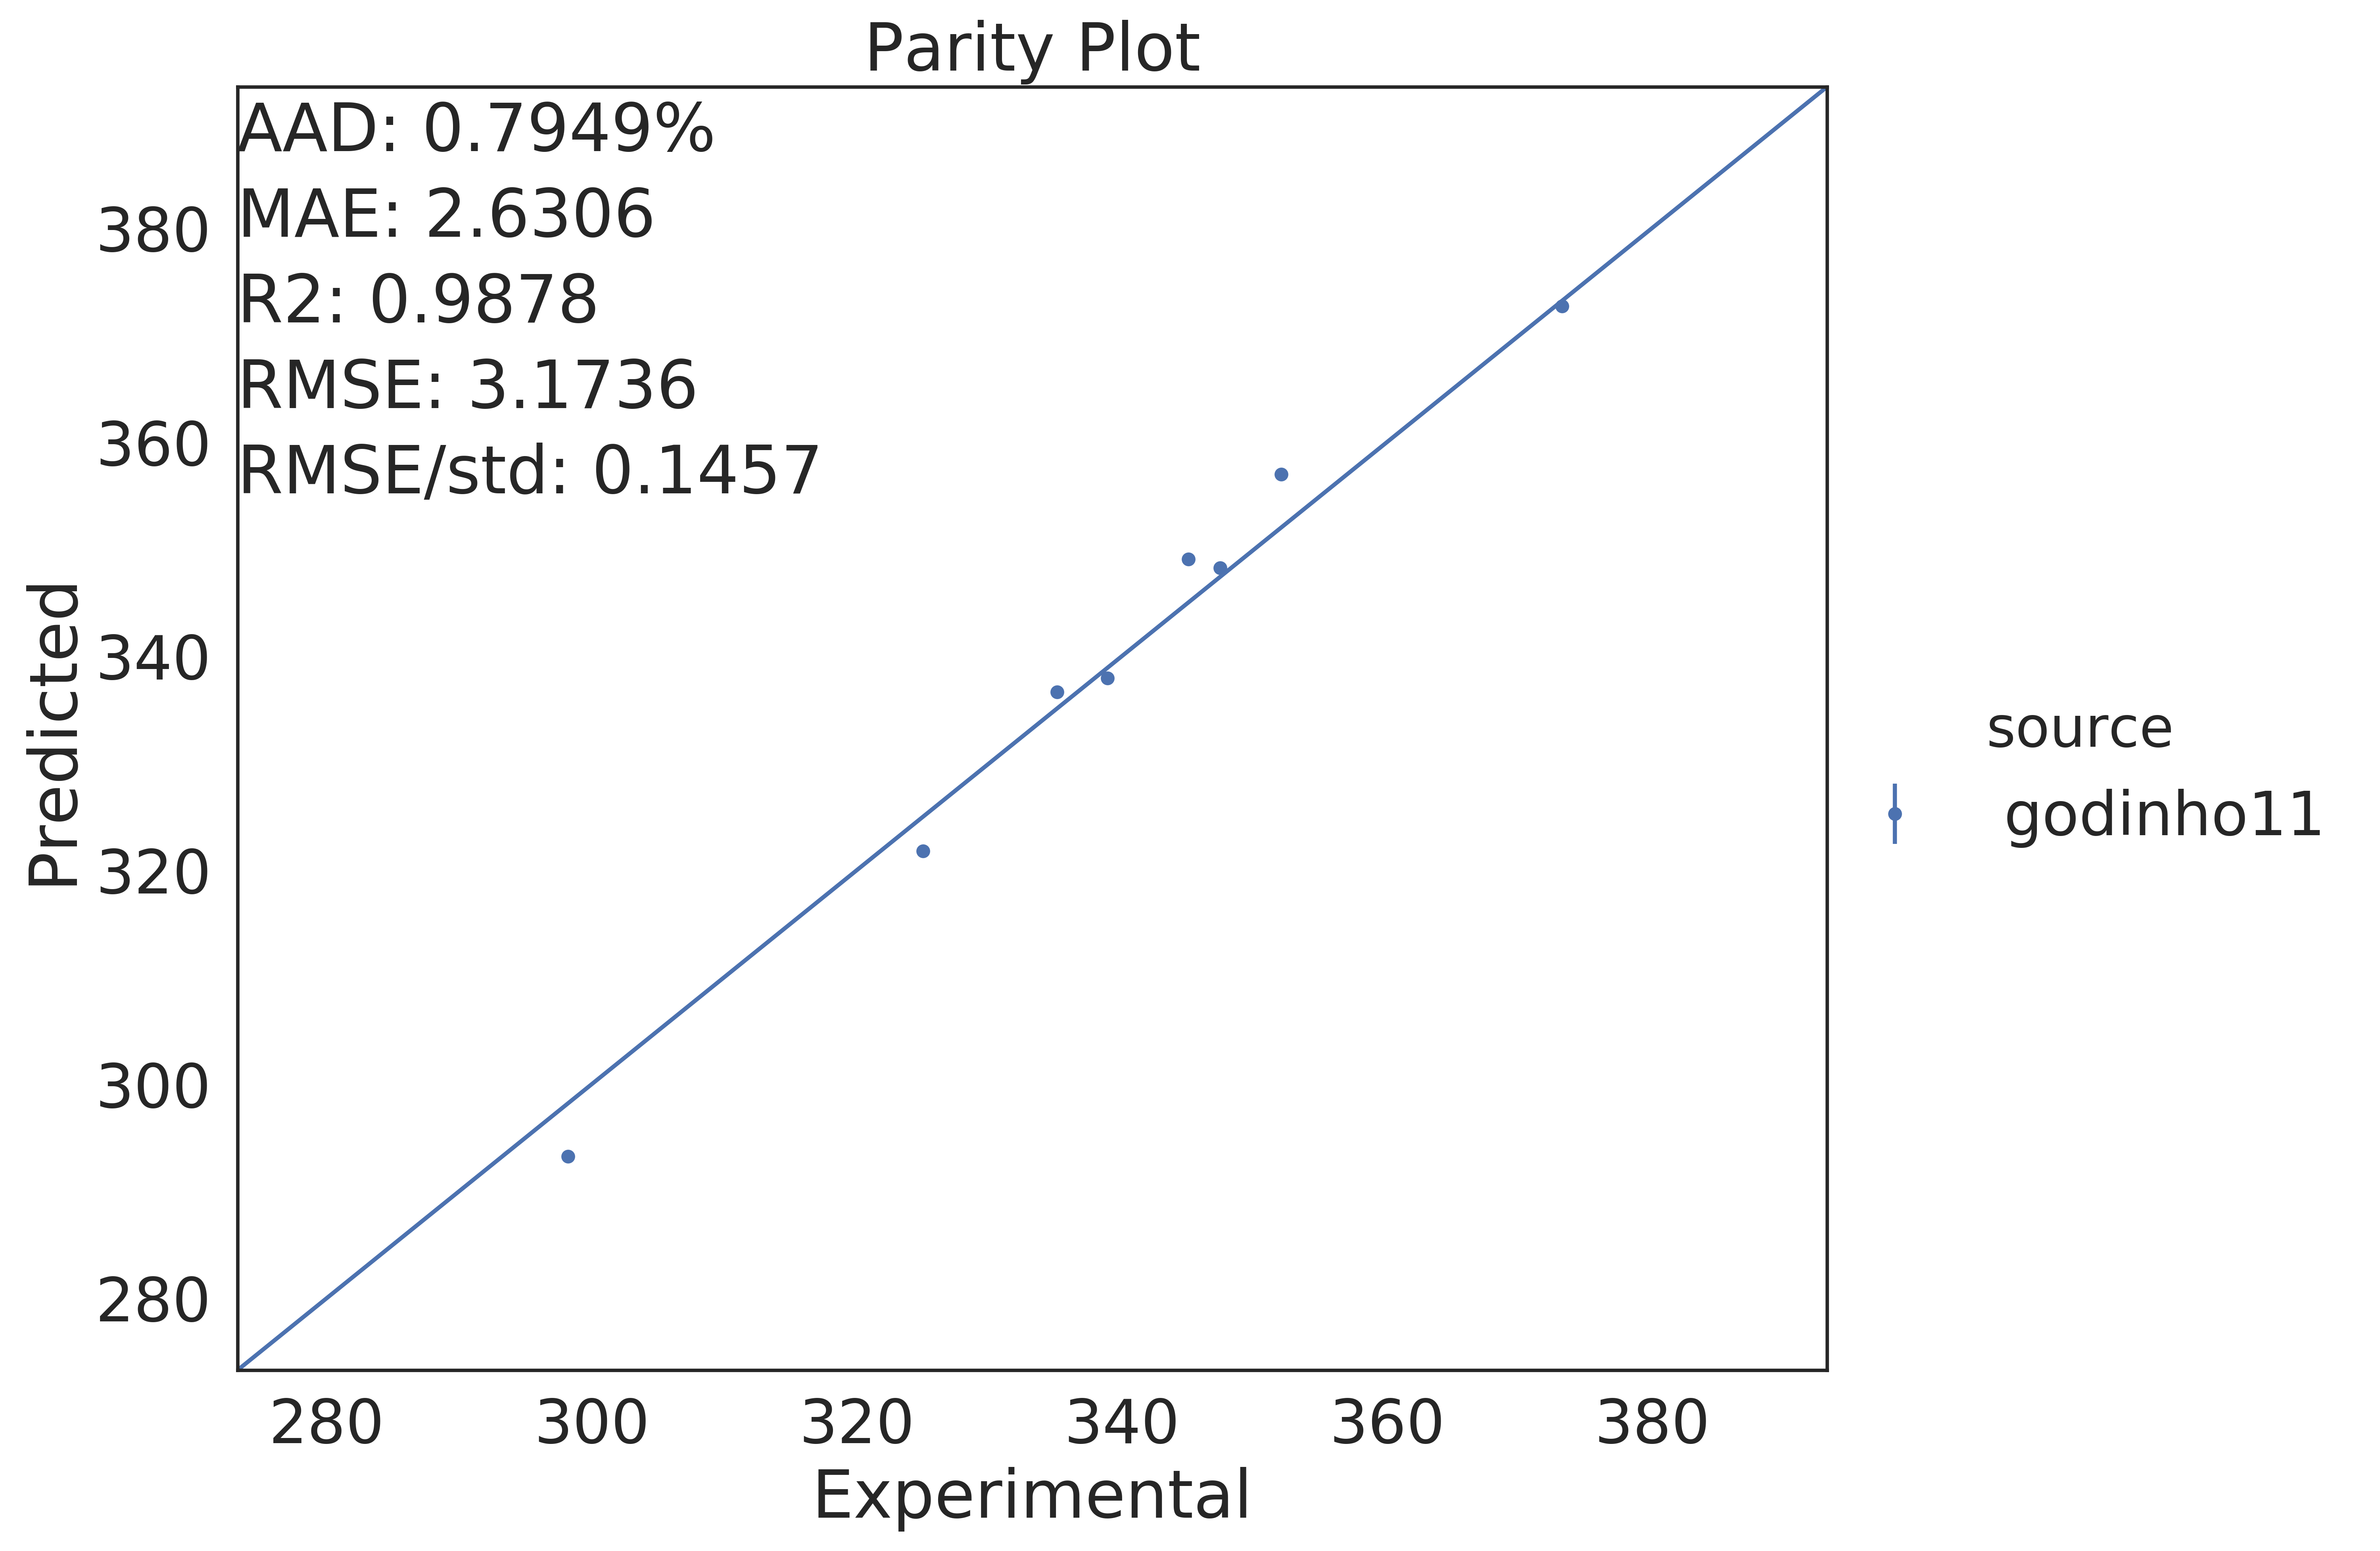 Parity Plot
AAD: 0.7949%
MAE: 2.6306
R2: 0.9878
RMSE: 3.1736
RMSE/std: 0.1457
380
360
340
320
300
280
Predicted
280 300 320 340 360 380
Experimental
source
godinho11